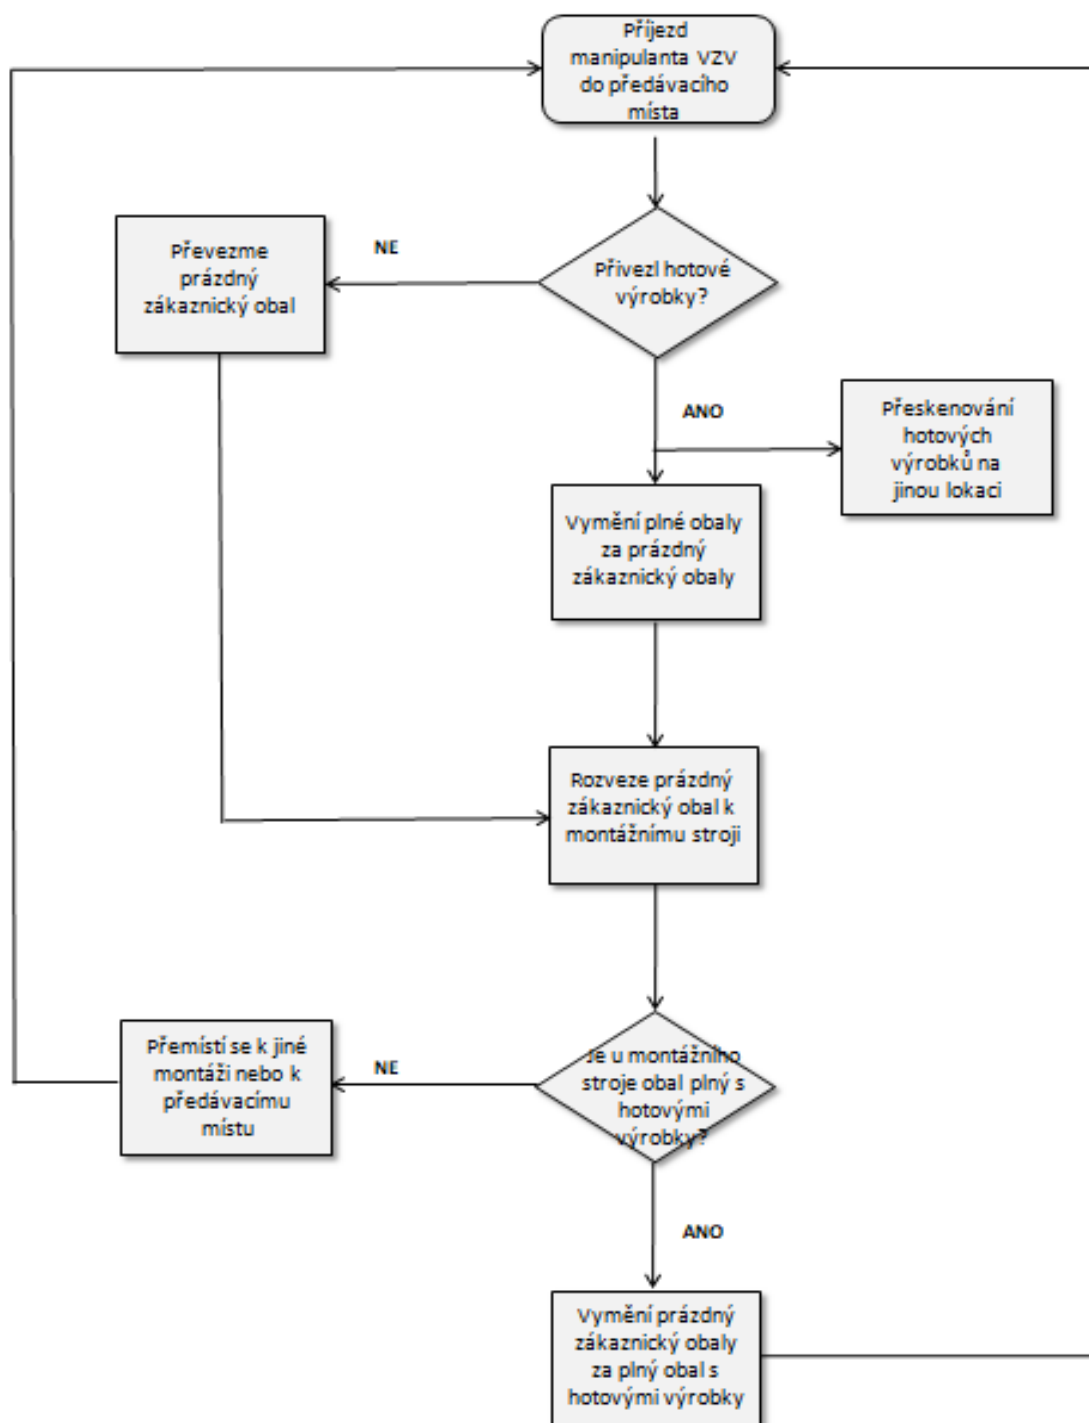 Příjezd
manipulanta VZV
do předávacího
místa
Převezme
prázdný
zákaznický obal
NE
Přivezl hotové
výrobky?
ANO
Přeskenování
hotových
výrobků na
jinou lokaci
Vymění plné obaly
za prázdný
zákaznický obaly
Rozveze prázdný
zákaznický obal k
montážnímu stroji
Přemístí se k jiné
montáži nebo k
předávacímu
místu
NE
Je u montážního
stroje obal plný s
hotovými
výrobky?
ANO
Vymění prázdný
zákaznický obaly
za plný obal s
hotovými výrobky